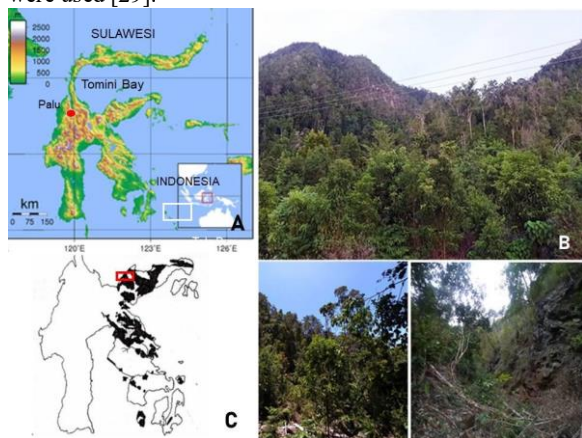 were used [29].
m
2500
2000
1000
500
0
SULAWESI
Tomini Bay
Palu
INDONESIA
km
0 75 150
A
120°E
123°E
126°E
B
C